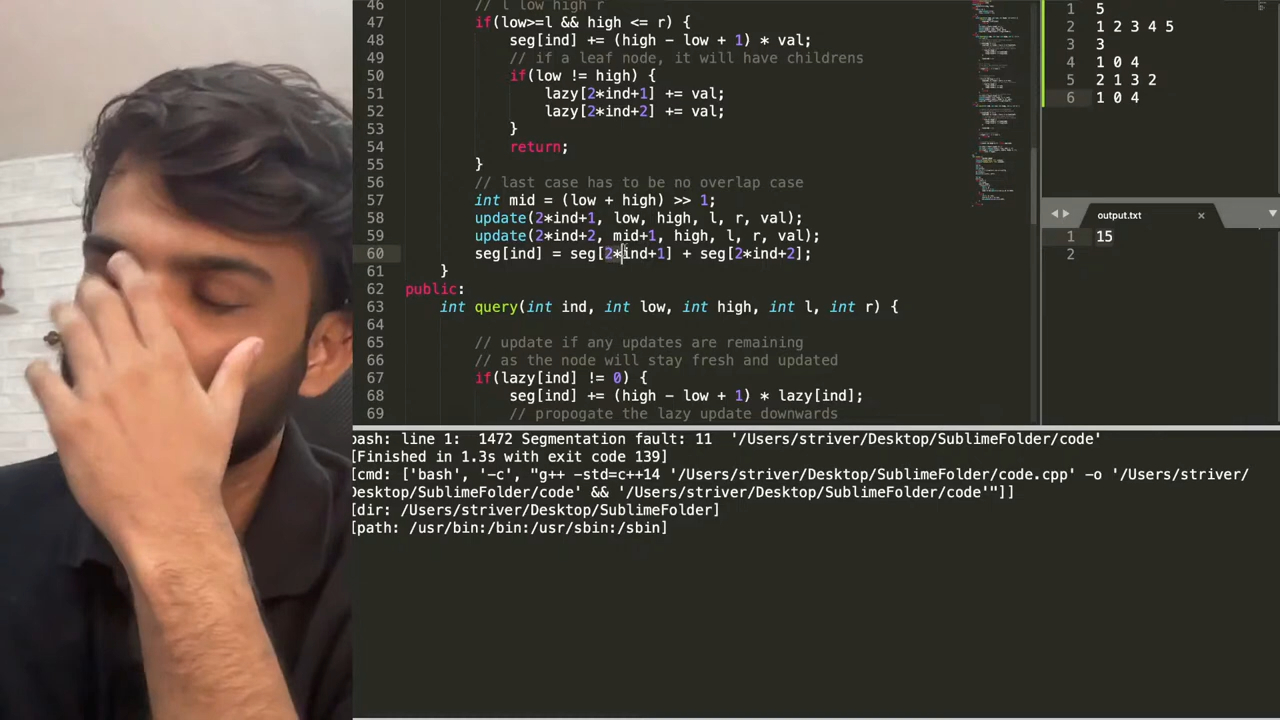 46 // l low high r
47 if(low>=l && high <= r) {
48 seg[ind] += (high - low + 1) * val;
49 // if a leaf node, it will have childrens
50 if(low != high) {
51 lazy[2*ind+1] += val;
52 lazy[2*ind+2] += val;
53 }
54 return;
55 }
56 // last case has to be no overlap case
57 int mid = (low + high) >> 1;
58 update(2*ind+1, low, high, l, r, val);
59 update(2*ind+2, mid+1, high, l, r, val);
60 seg[ind] = seg[2*ind+1] + seg[2*ind+2];
61 }
62 public:
63 int query(int ind, int low, int high, int l, int r) {
64
65 // update if any updates are remaining
66 // as the node will stay fresh and updated
67 if(lazy[ind] != 0) {
68 seg[ind] += (high - low + 1) * lazy[ind];
69 // propogate the lazy update downwards
1 5
2 1 2 3 4 5
3 3
4 1 0 4
5 2 1 3 2
6 1 0 4
output.txt
1 15
2
bash: line 1: 1472 Segmentation fault: 11 '/Users/striver/Desktop/SublimeFolder/code'
[Finished in 1.3s with exit code 139]
[cmd: ['bash', '-c', "g++ -std=c++14 '/Users/striver/Desktop/SublimeFolder/code.cpp' -o '/Users/striver/
Desktop/SublimeFolder/code' && '/Users/striver/Desktop/SublimeFolder/code'"]]
[dir: /Users/striver/Desktop/SublimeFolder]
[path: /usr/bin:/bin:/usr/sbin:/sbin]